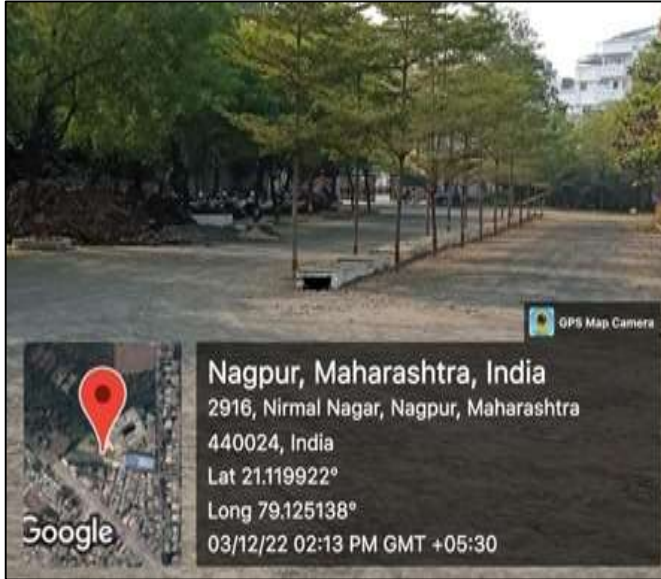 GPS Map Camera
Nagpur, Maharashtra, India
2916, Nirmal Nagar, Nagpur, Maharashtra
440024, India
Lat 21.119922°
Long 79.125138°
03/12/22 02:13 PM GMT +05:30
Google